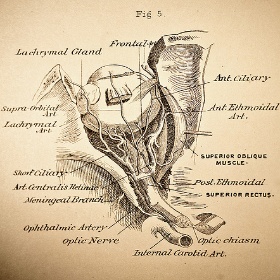 Fig 5.
Frontal
Lachrymal Gland
Ant. Ciliary
Supra-Orbital
Art
Ant. Ethmoidal
Art.
Lachrymal
Art.
SUPERIOR OBLIQUE
MUSCLE.
Short Ciliary
Post. Ethmoidal
Art. Centralis Retinae
SUPERIOR RECTUS.
Meningeal Branch
Ophthalmic Artery
Optic Nerve
Optic chiasm
Internal Carotid Art.